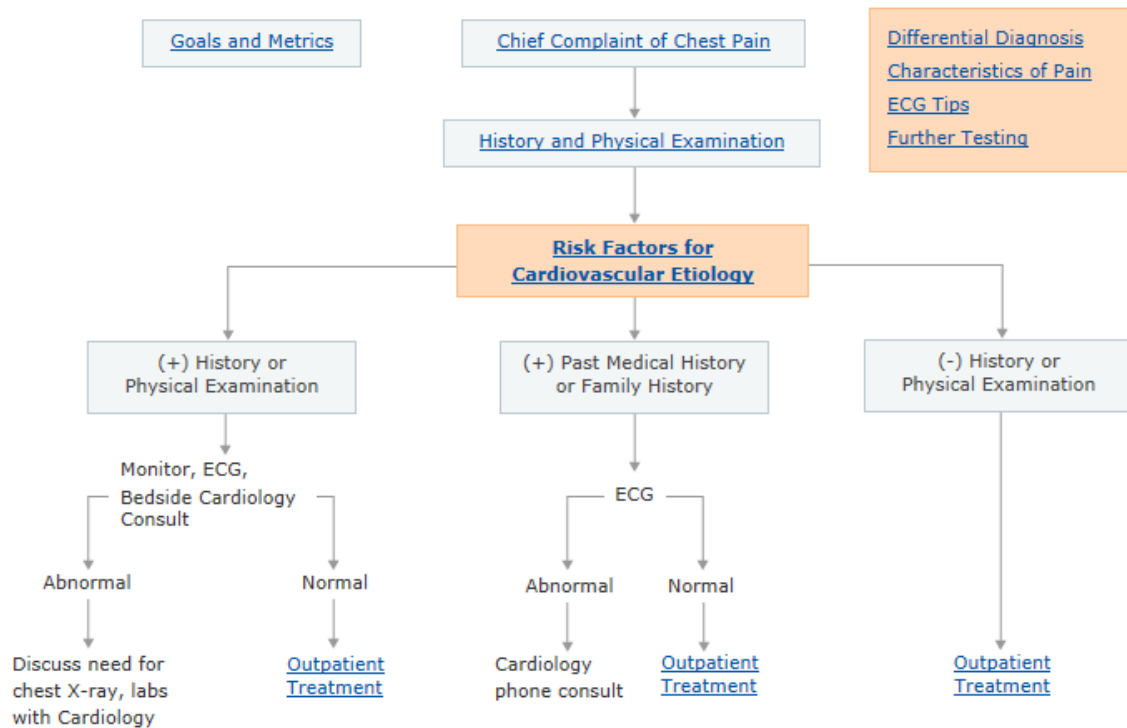 Goals and Metrics
Chief Complaint of Chest Pain
Differential Diagnosis
Characteristics of Pain
ECG Tips
Further Testing
History and Physical Examination
Risk Factors for
Cardiovascular Etiology
(+) History or
Physical Examination
(+) Past Medical History
or Family History
(-) History or
Physical Examination
Monitor, ECG,
Bedside Cardiology
Consult
ECG
Abnormal
Normal
Abnormal
Normal
Discuss need for
chest X-ray, labs
with Cardiology
Outpatient
Treatment
Cardiology
phone consult
Outpatient
Treatment
Outpatient
Treatment